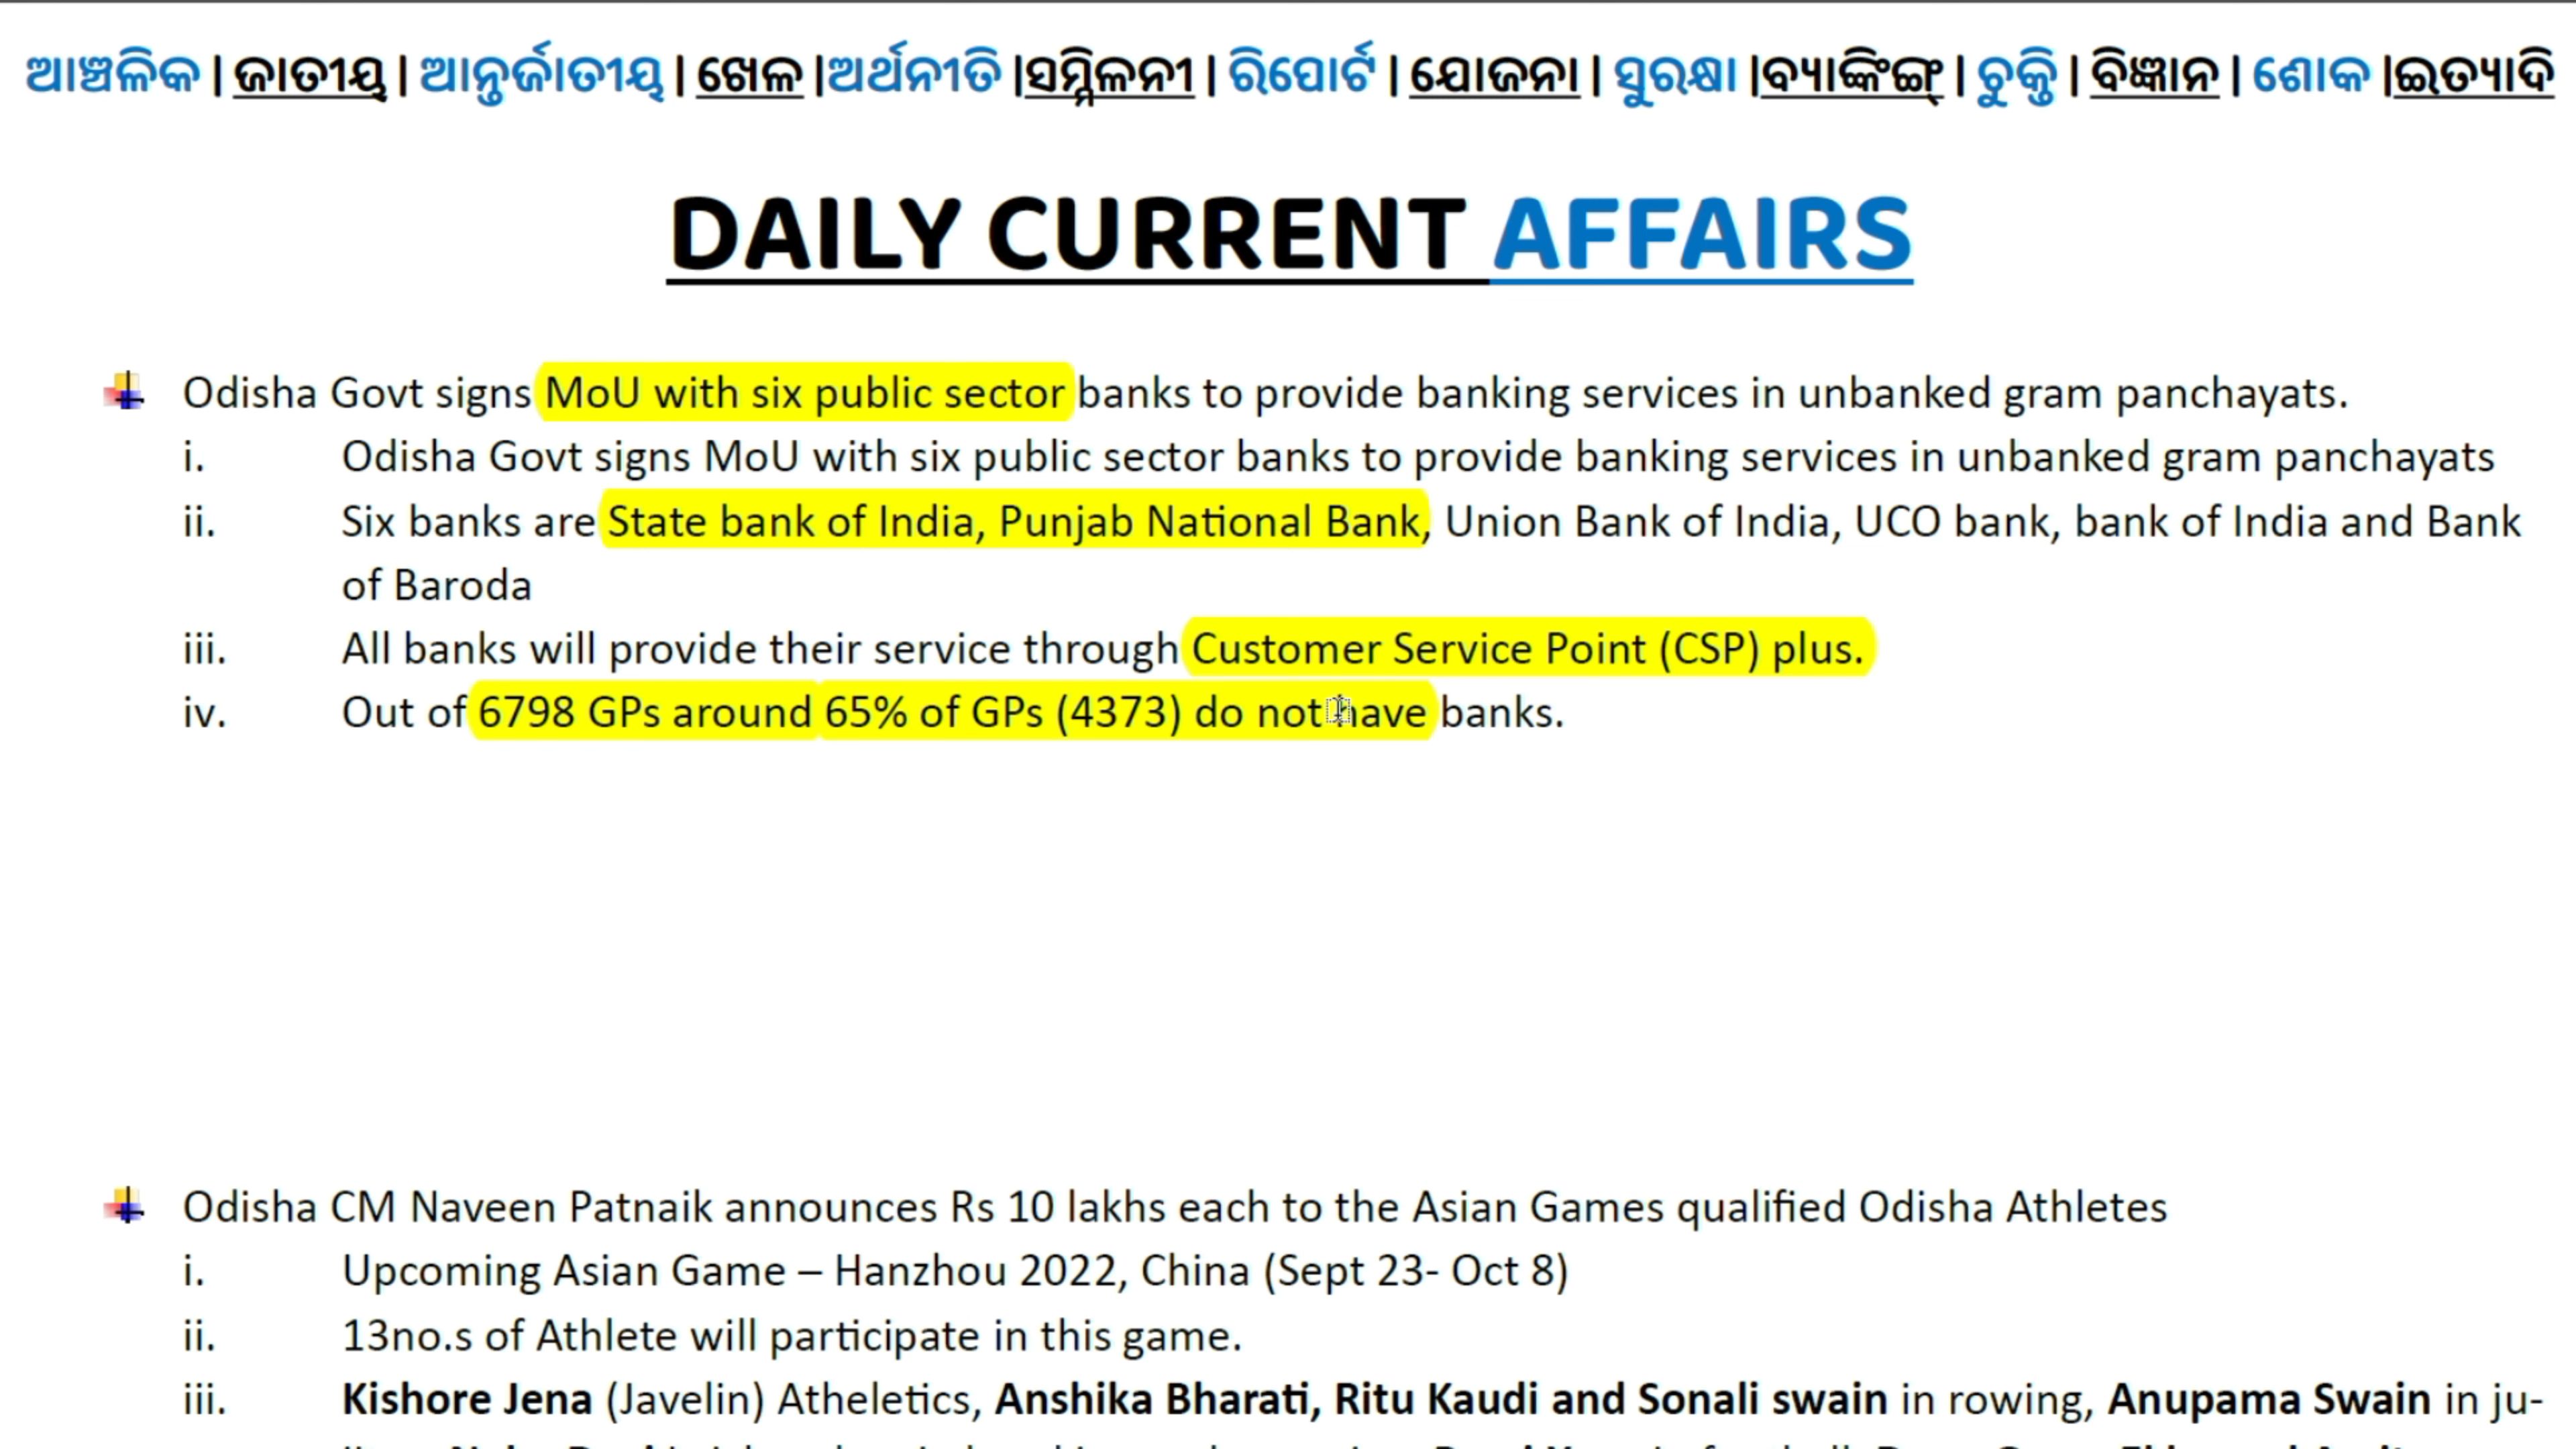 ଆଞ୍ଚଳିକ | ଜାତୀୟ | ଆନ୍ତର୍ଜାତୀୟ | ଖେଳ |ଅର୍ଥନୀତି |ସମ୍ମିଳନୀ | ରିପୋର୍ଟ | ଯୋଜନା | ସୁରକ୍ଷା |ବ୍ୟାଙ୍କିଙ୍ଗ୍ | ଚୁକ୍ତି | ବିଜ୍ଞାନ | ଶୋକ |ଇତ୍ୟାଦି
DAILY CURRENT AFFAIRS
Odisha Govt signs MoU with six public sector banks to provide banking services in unbanked gram panchayats.
i. Odisha Govt signs MoU with six public sector banks to provide banking services in unbanked gram panchayats
ii. Six banks are State bank of India, Punjab National Bank, Union Bank of India, UCO bank, bank of India and Bank
of Baroda
iii. All banks will provide their service through Customer Service Point (CSP) plus.
iv. Out of 6798 GPs around 65% of GPs (4373) do not have banks.
Odisha CM Naveen Patnaik announces Rs 10 lakhs each to the Asian Games qualified Odisha Athletes
i. Upcoming Asian Game – Hanzhou 2022, China (Sept 23- Oct 8)
ii. 13no.s of Athlete will participate in this game.
iii. Kishore Jena (Javelin) Atheletics, Anshika Bharati, Ritu Kaudi and Sonali swain in rowing, Anupama Swain in ju-